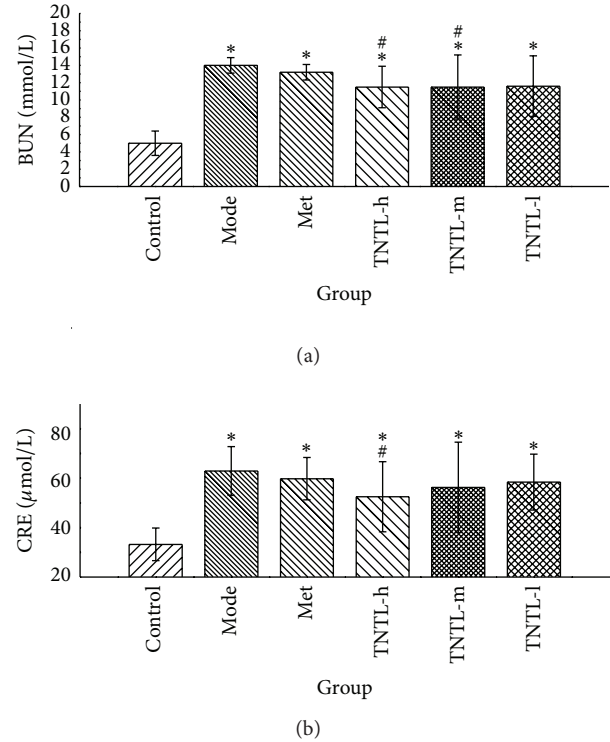 20
18
16
14
12
10
8
6
4
2
0
BUN (mmol/L)
*
*
#
*
#
*
*
Control
Mode
Met
TNTL-h
TNTL-m
TNTL-l
Group
(a)
80
60
40
20
CRE (μmol/L)
*
*
*
#
*
*
Control
Mode
Met
TNTL-h
TNTL-m
TNTL-l
Group
(b)